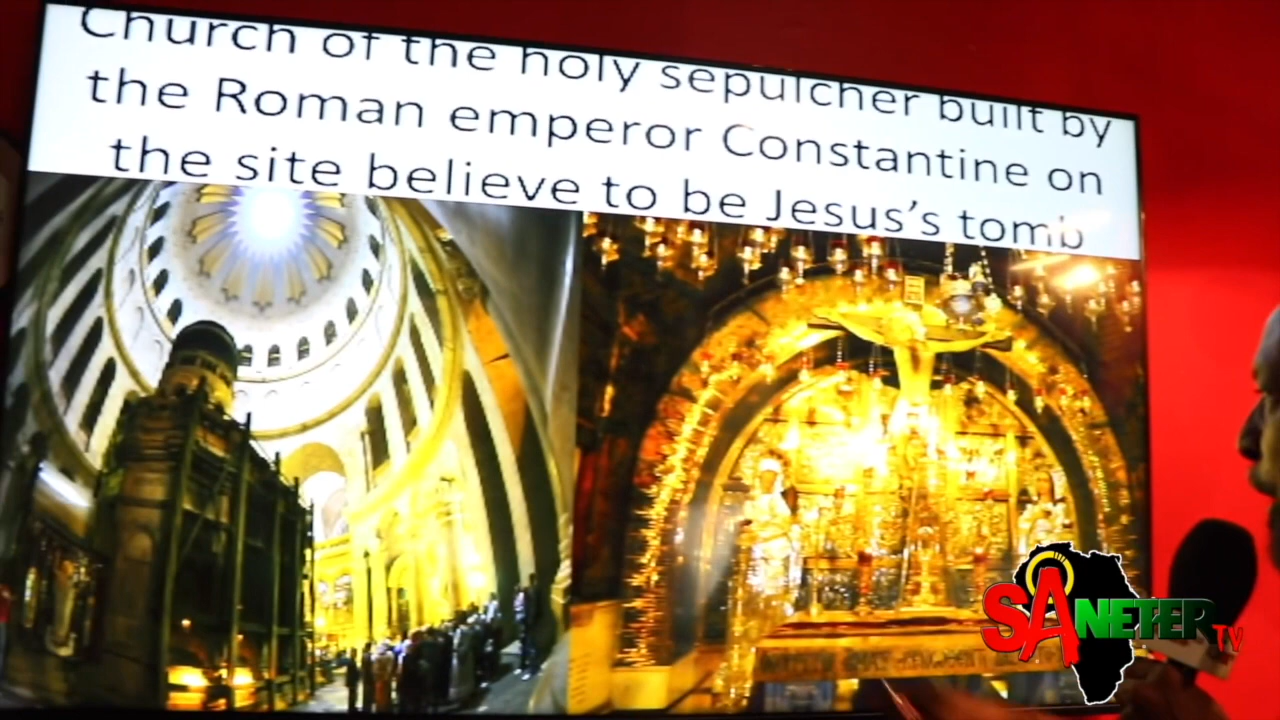 Church of the holy sepulcher built by
the Roman emperor Constantine on
the site believe to be Jesus's tomb
SANETER TV